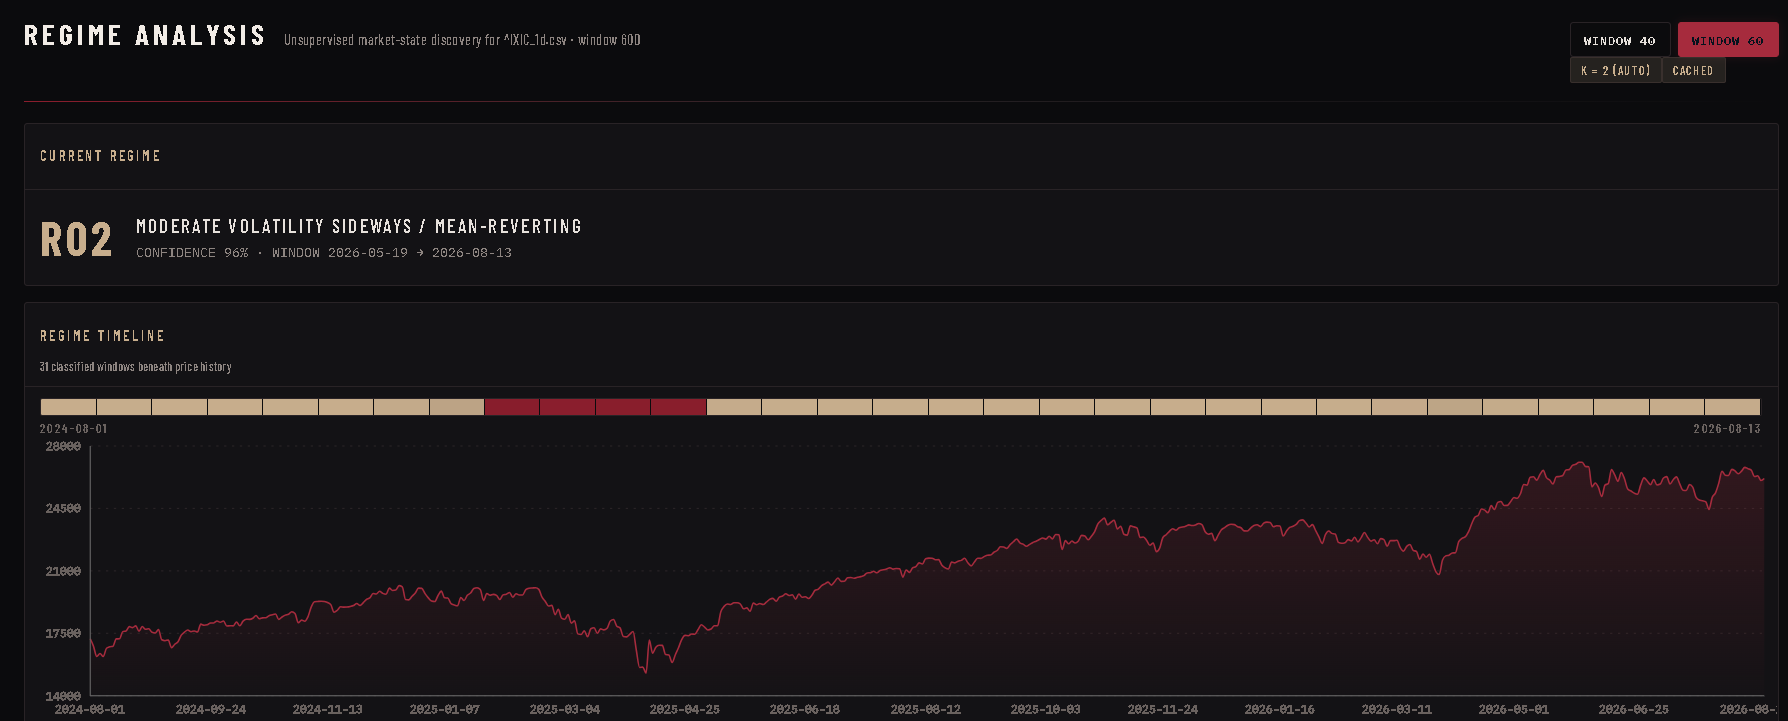 REGIME ANALYSIS
Unsupervised market-state discovery for ^IXIC_1d.csv · window 60D
WINDOW 40
WINDOW 60
K = 2 (AUTO)
CACHED
CURRENT REGIME
R02
MODERATE VOLATILITY SIDEWAYS / MEAN-REVERTING
CONFIDENCE 96% · WINDOW 2026-05-19 → 2026-08-13
REGIME TIMELINE
31 classified windows beneath price history
2024-08-01
2026-08-13
28000
24500
21000
17500
14000
2024-08-01 2024-09-24 2024-11-13 2025-01-07 2025-03-04 2025-04-25 2025-06-18 2025-08-12 2025-10-03 2025-11-24 2026-01-16 2026-03-11 2026-05-01 2026-06-25 2026-08-